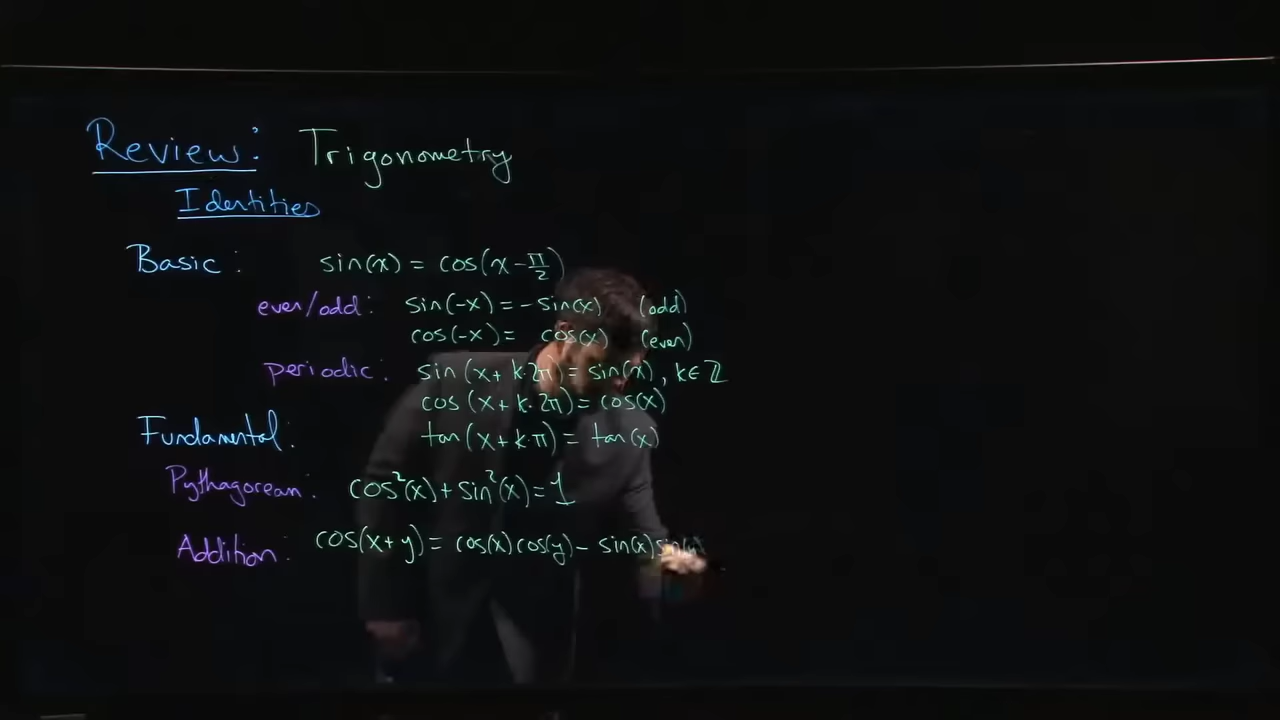 Review: Trigonometry
Identities
Basic: sin(x) = cos(x - π/2)
even/odd: sin(-x) = -sin(x) (odd)
cos(-x) = cos(x) (even)
periodic: sin(x + k·2π) = sin(x), k ∈ ℤ
cos(x + k·2π) = cos(x)
Fundamental: tan(x + k·π) = tan(x)
Pythagorean: cos²(x) + sin²(x) = 1
Addition: cos(x + y) = cos(x)cos(y) - sin(x)sin(y)